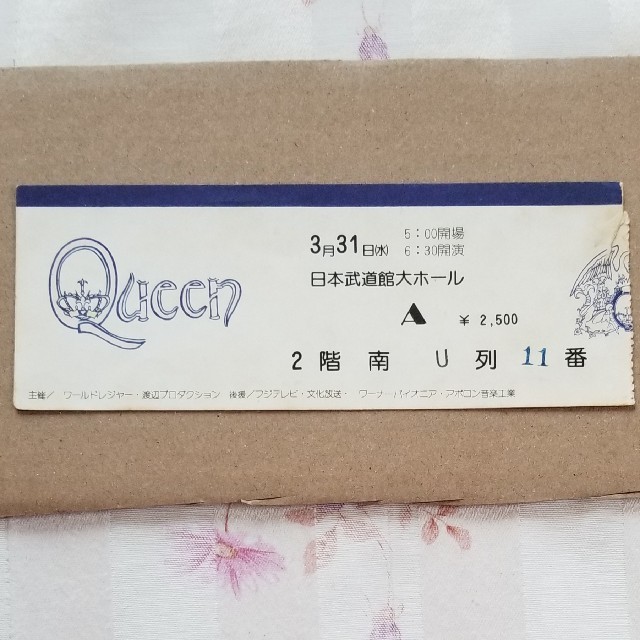 Queen
3月31日㈬ 5:00開場
6:30開演
日本武道館大ホール
A ¥ 2,500
2階南 U列 11番
主催/ ワールドレジャー・渡辺プロダクション 後援/フジテレビ・文化放送・ ワーナーパイオニア・アポロン音楽工業